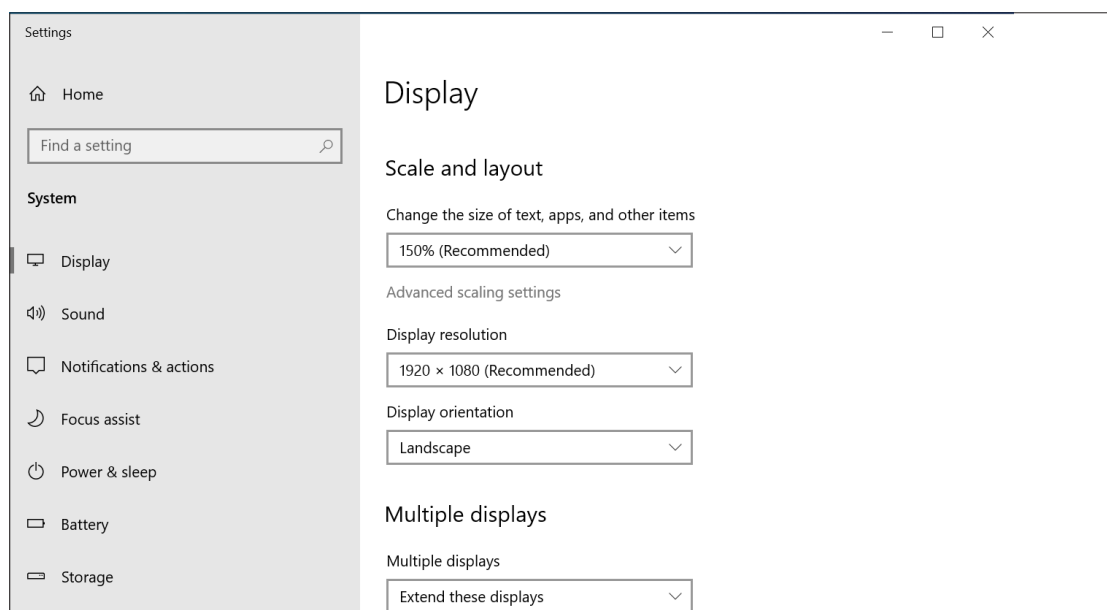 Settings
Home
Find a setting
System
Display
Sound
Notifications & actions
Focus assist
Power & sleep
Battery
Storage
Display
Scale and layout
Change the size of text, apps, and other items
150% (Recommended)
Advanced scaling settings
Display resolution
1920 × 1080 (Recommended)
Display orientation
Landscape
Multiple displays
Multiple displays
Extend these displays